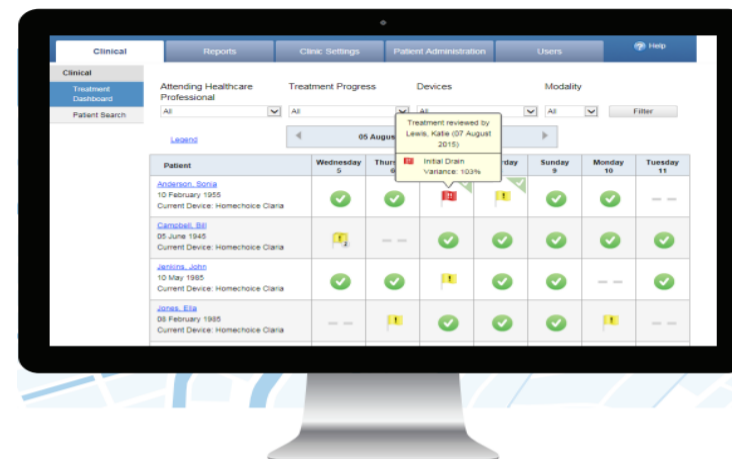 Clinical
Reports
Clinic Settings
Patient Administration
Users
Help
Clinical
Treatment
Dashboard
Patient Search
Attending Healthcare
Professional
Treatment Progress
Devices
Modality
All
All
All
All
Filter
Legend
05 Augus
Treatment reviewed by
Lewis, Katie (07 August
2015)
!! Initial Drain
Variance: 103%
Patient
Wednesday
5
Thurs
rday
Sunday
9
Monday
10
Tuesday
11
Anderson, Sonia
10 February 1955
Current Device: Homechoice Claria
Campbell, Bill
05 June 1945
Current Device: Homechoice Claria
Jenkins, John
10 May 1985
Current Device: Homechoice Claria
Jones, Ella
06 February 1985
Current Device: Homechoice Claria